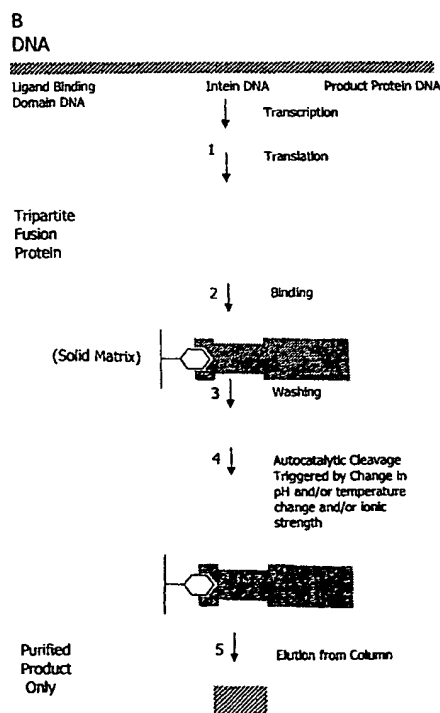 B
DNA
Ligand Binding
Domain DNA
Intein DNA
Product Protein DNA
Transcription
1
Translation
Tripartite
Fusion
Protein
2
Binding
(Solid Matrix)
3
Washing
4
Autocatalytic Cleavage
Triggered by Change in
pH and/or temperature
change and/or ionic
strength
Purified
Product
Only
5
Elution from Column